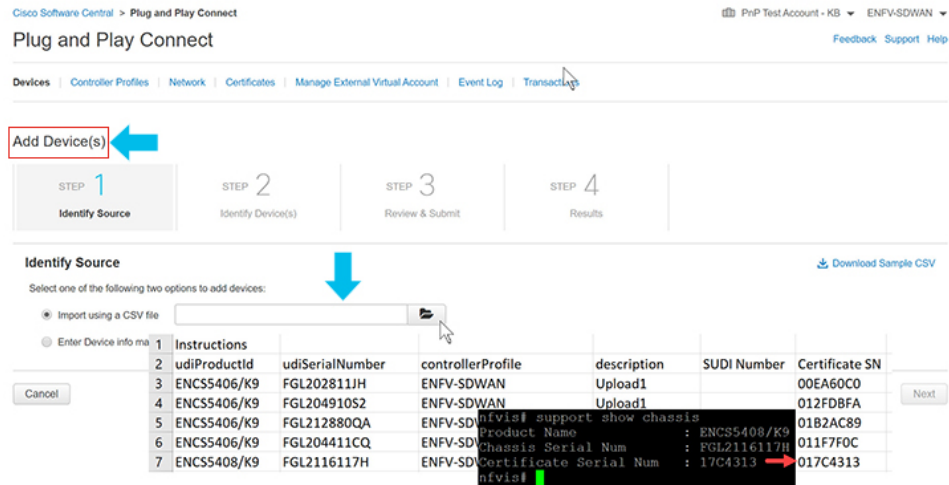 Cisco Software Central > Plug and Play Connect
PnP Test Account - KB ENFV-SDWAN
Plug and Play Connect
Feedback Support Help
Devices | Controller Profiles | Network | Certificates | Manage External Virtual Account | Event Log | Transactions
Add Device(s)
STEP 1
Identify Source
STEP 2
Identify Device(s)
STEP 3
Review & Submit
STEP 4
Results
Identify Source
Download Sample CSV
Select one of the following two options to add devices:
Import using a CSV file
Enter Device info ma
Cancel
Next
1 Instructions
2 udiProductId udiSerialNumber controllerProfile description SUDI Number Certificate SN
3 ENCS5406/K9 FGL202811JH ENFV-SDWAN Upload1 00EA60C0
4 ENCS5406/K9 FGL204910S2 ENFV-SDWAN Upload1 012FDBFA
5 ENCS5406/K9 FGL212880QA ENFV-SD 01B2AC89
6 ENCS5406/K9 FGL204411CQ ENFV-SD 011F7F0C
7 ENCS5408/K9 FGL2116117H ENFV-SD 017C4313
nfvis# support show chassis
Product Name : ENCS5408/K9
Chassis Serial Num : FGL2116117H
Certificate Serial Num : 17C4313
nfvis#